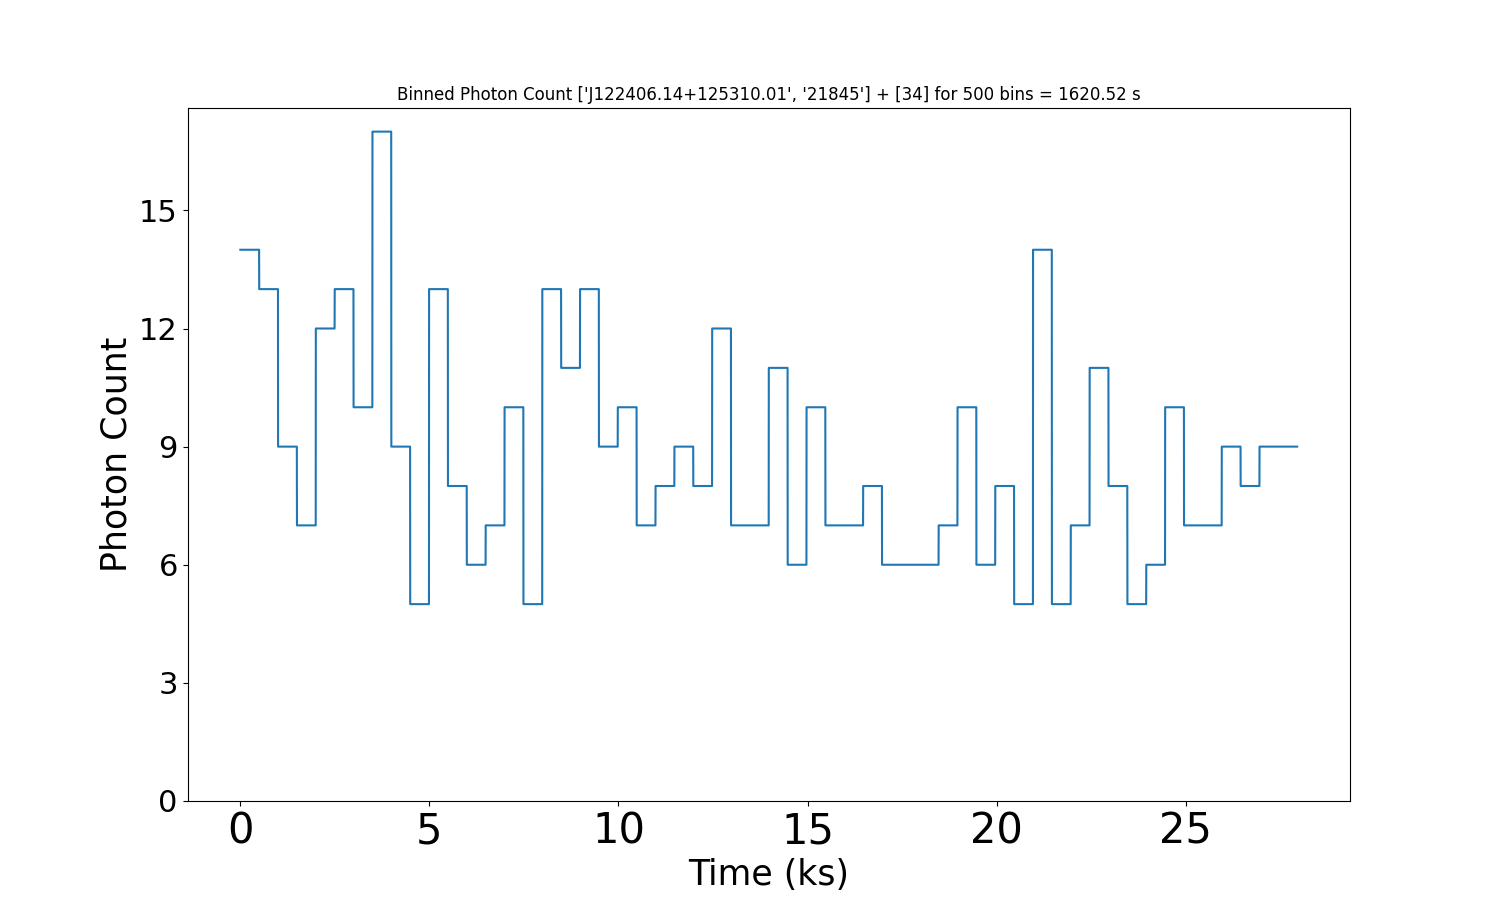 Binned Photon Count ['J122406.14+125310.01', '21845'] + [34] for 500 bins = 1620.52 s
Photon Count
15
12
9
6
3
0
0 5 10 15 20 25
Time (ks)